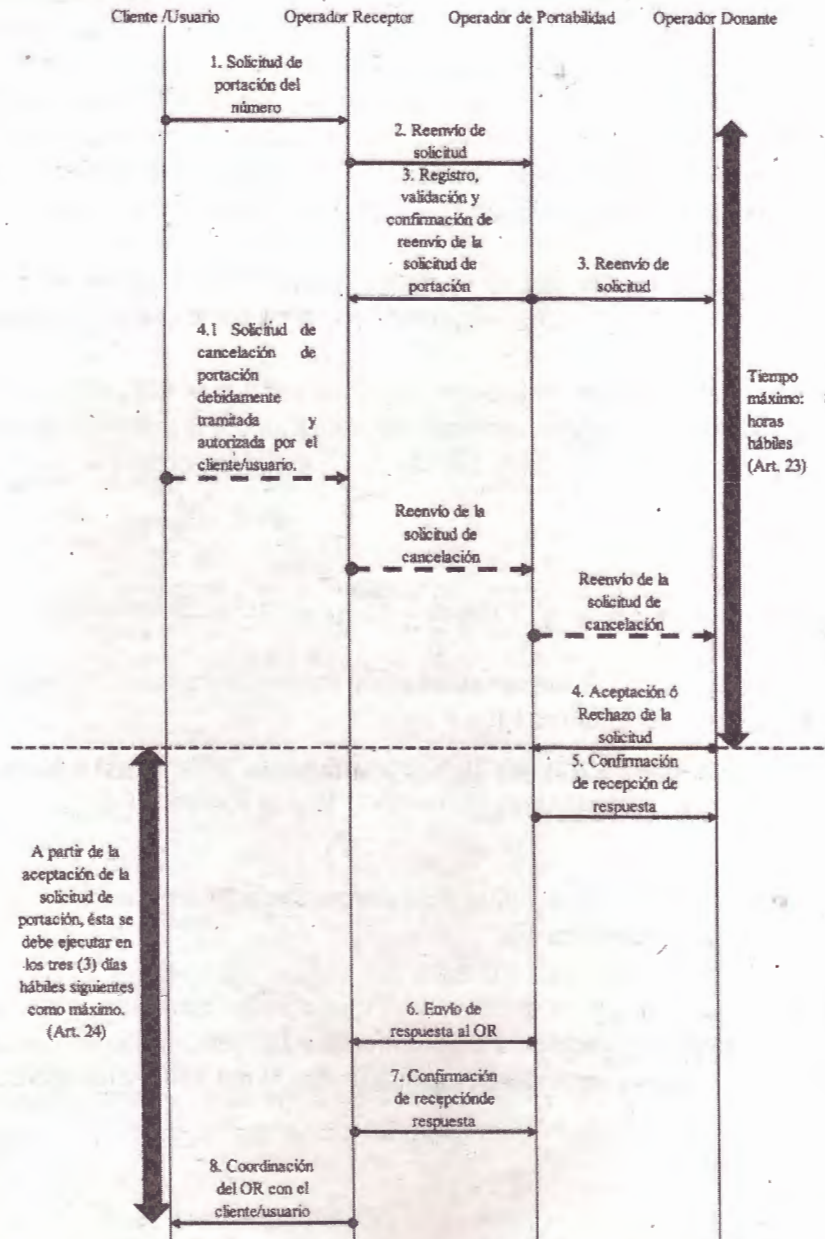 Cliente /Usuario
Operador Receptor
Operador de Portabilidad
Operador Donante
1. Solicitud de
portación del
número
2. Reenvío de
solicitud
3. Registro,
validación y
confirmación de
reenvío de la
solicitud de
portación
3. Reenvío de
solicitud
4.1 Solicitud de
cancelación de
portación
debidamente
tramitada y
autorizada por el
cliente/usuario.
Tiempo
máximo:
horas
hábiles
(Art. 23)
Reenvío de la
solicitud de
cancelación
Reenvío de la
solicitud de
cancelación
4. Aceptación ó
Rechazo de la
solicitud
5. Confirmación
de recepción de
respuesta
A partir de la
aceptación de la
solicitud de
portación, ésta se
debe ejecutar en
los tres (3) días
hábiles siguientes
como máximo.
(Art. 24)
6. Envío de
respuesta al OR
7. Confirmación
de recepciónde
respuesta
8. Coordinación
del OR con el
cliente/usuario